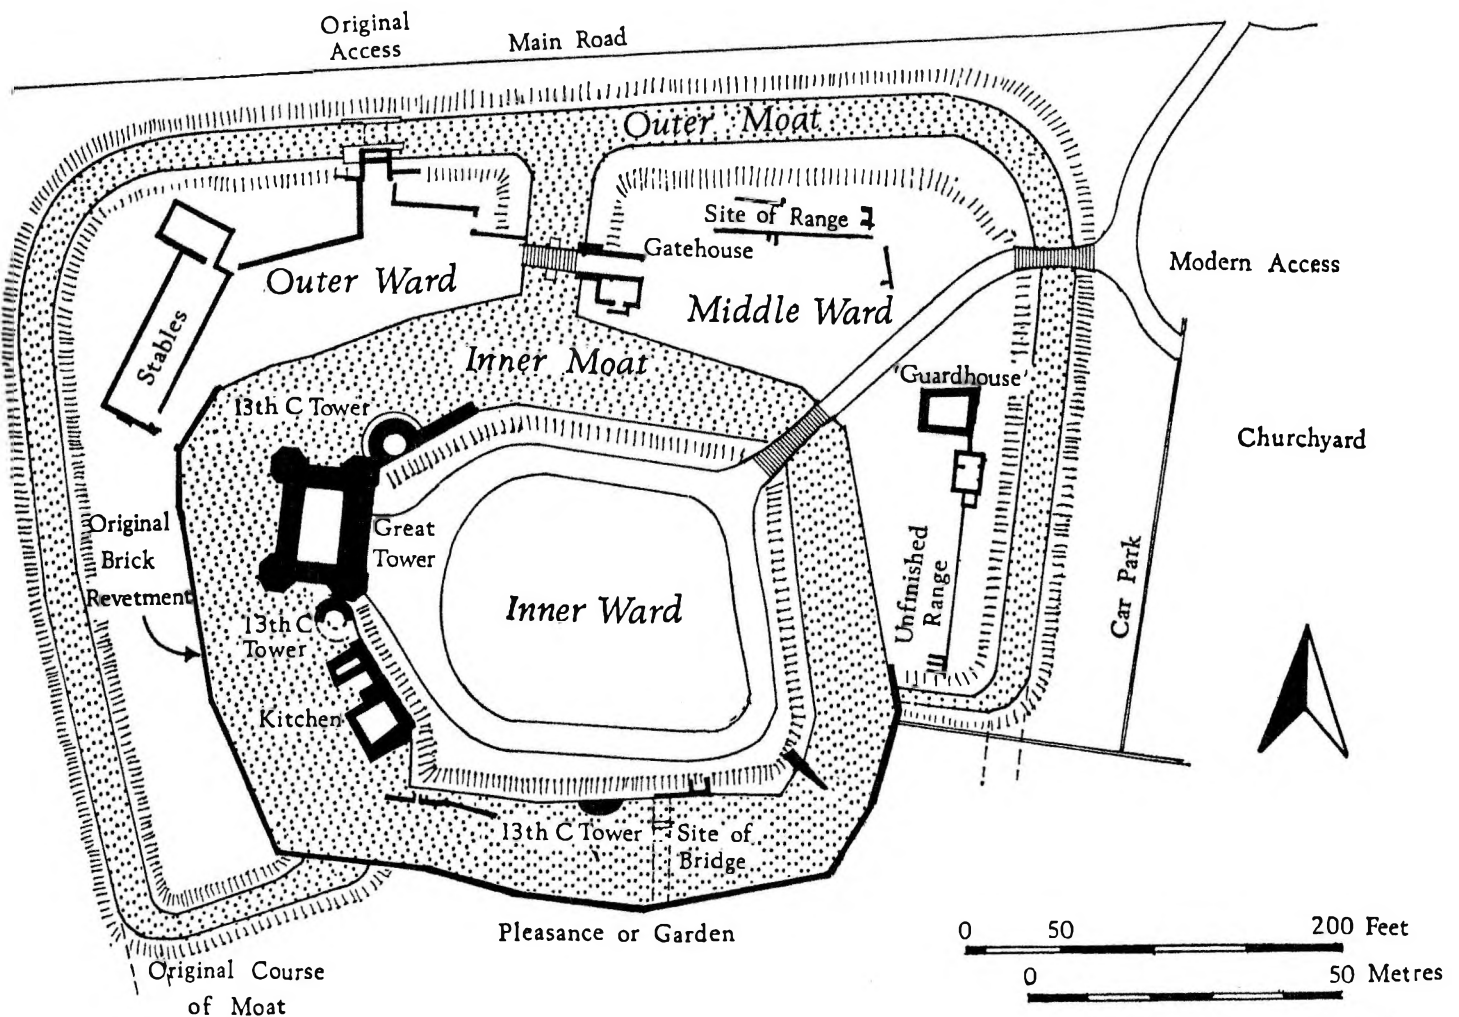 Original
Access
Main Road
Outer Moat
Site of Range
Gatehouse
Outer Ward
Modern Access
Middle Ward
Stables
Inner Moat
'Guardhouse'
13th C Tower
Churchyard
Original
Brick
Revetment
Great
Tower
Unfinished
Range
Car Park
Inner Ward
13th C
Tower
Kitchen
13th C Tower
Site of
Bridge
Pleasance or Garden
0 50 200 Feet
0 50 Metres
Original Course
of Moat